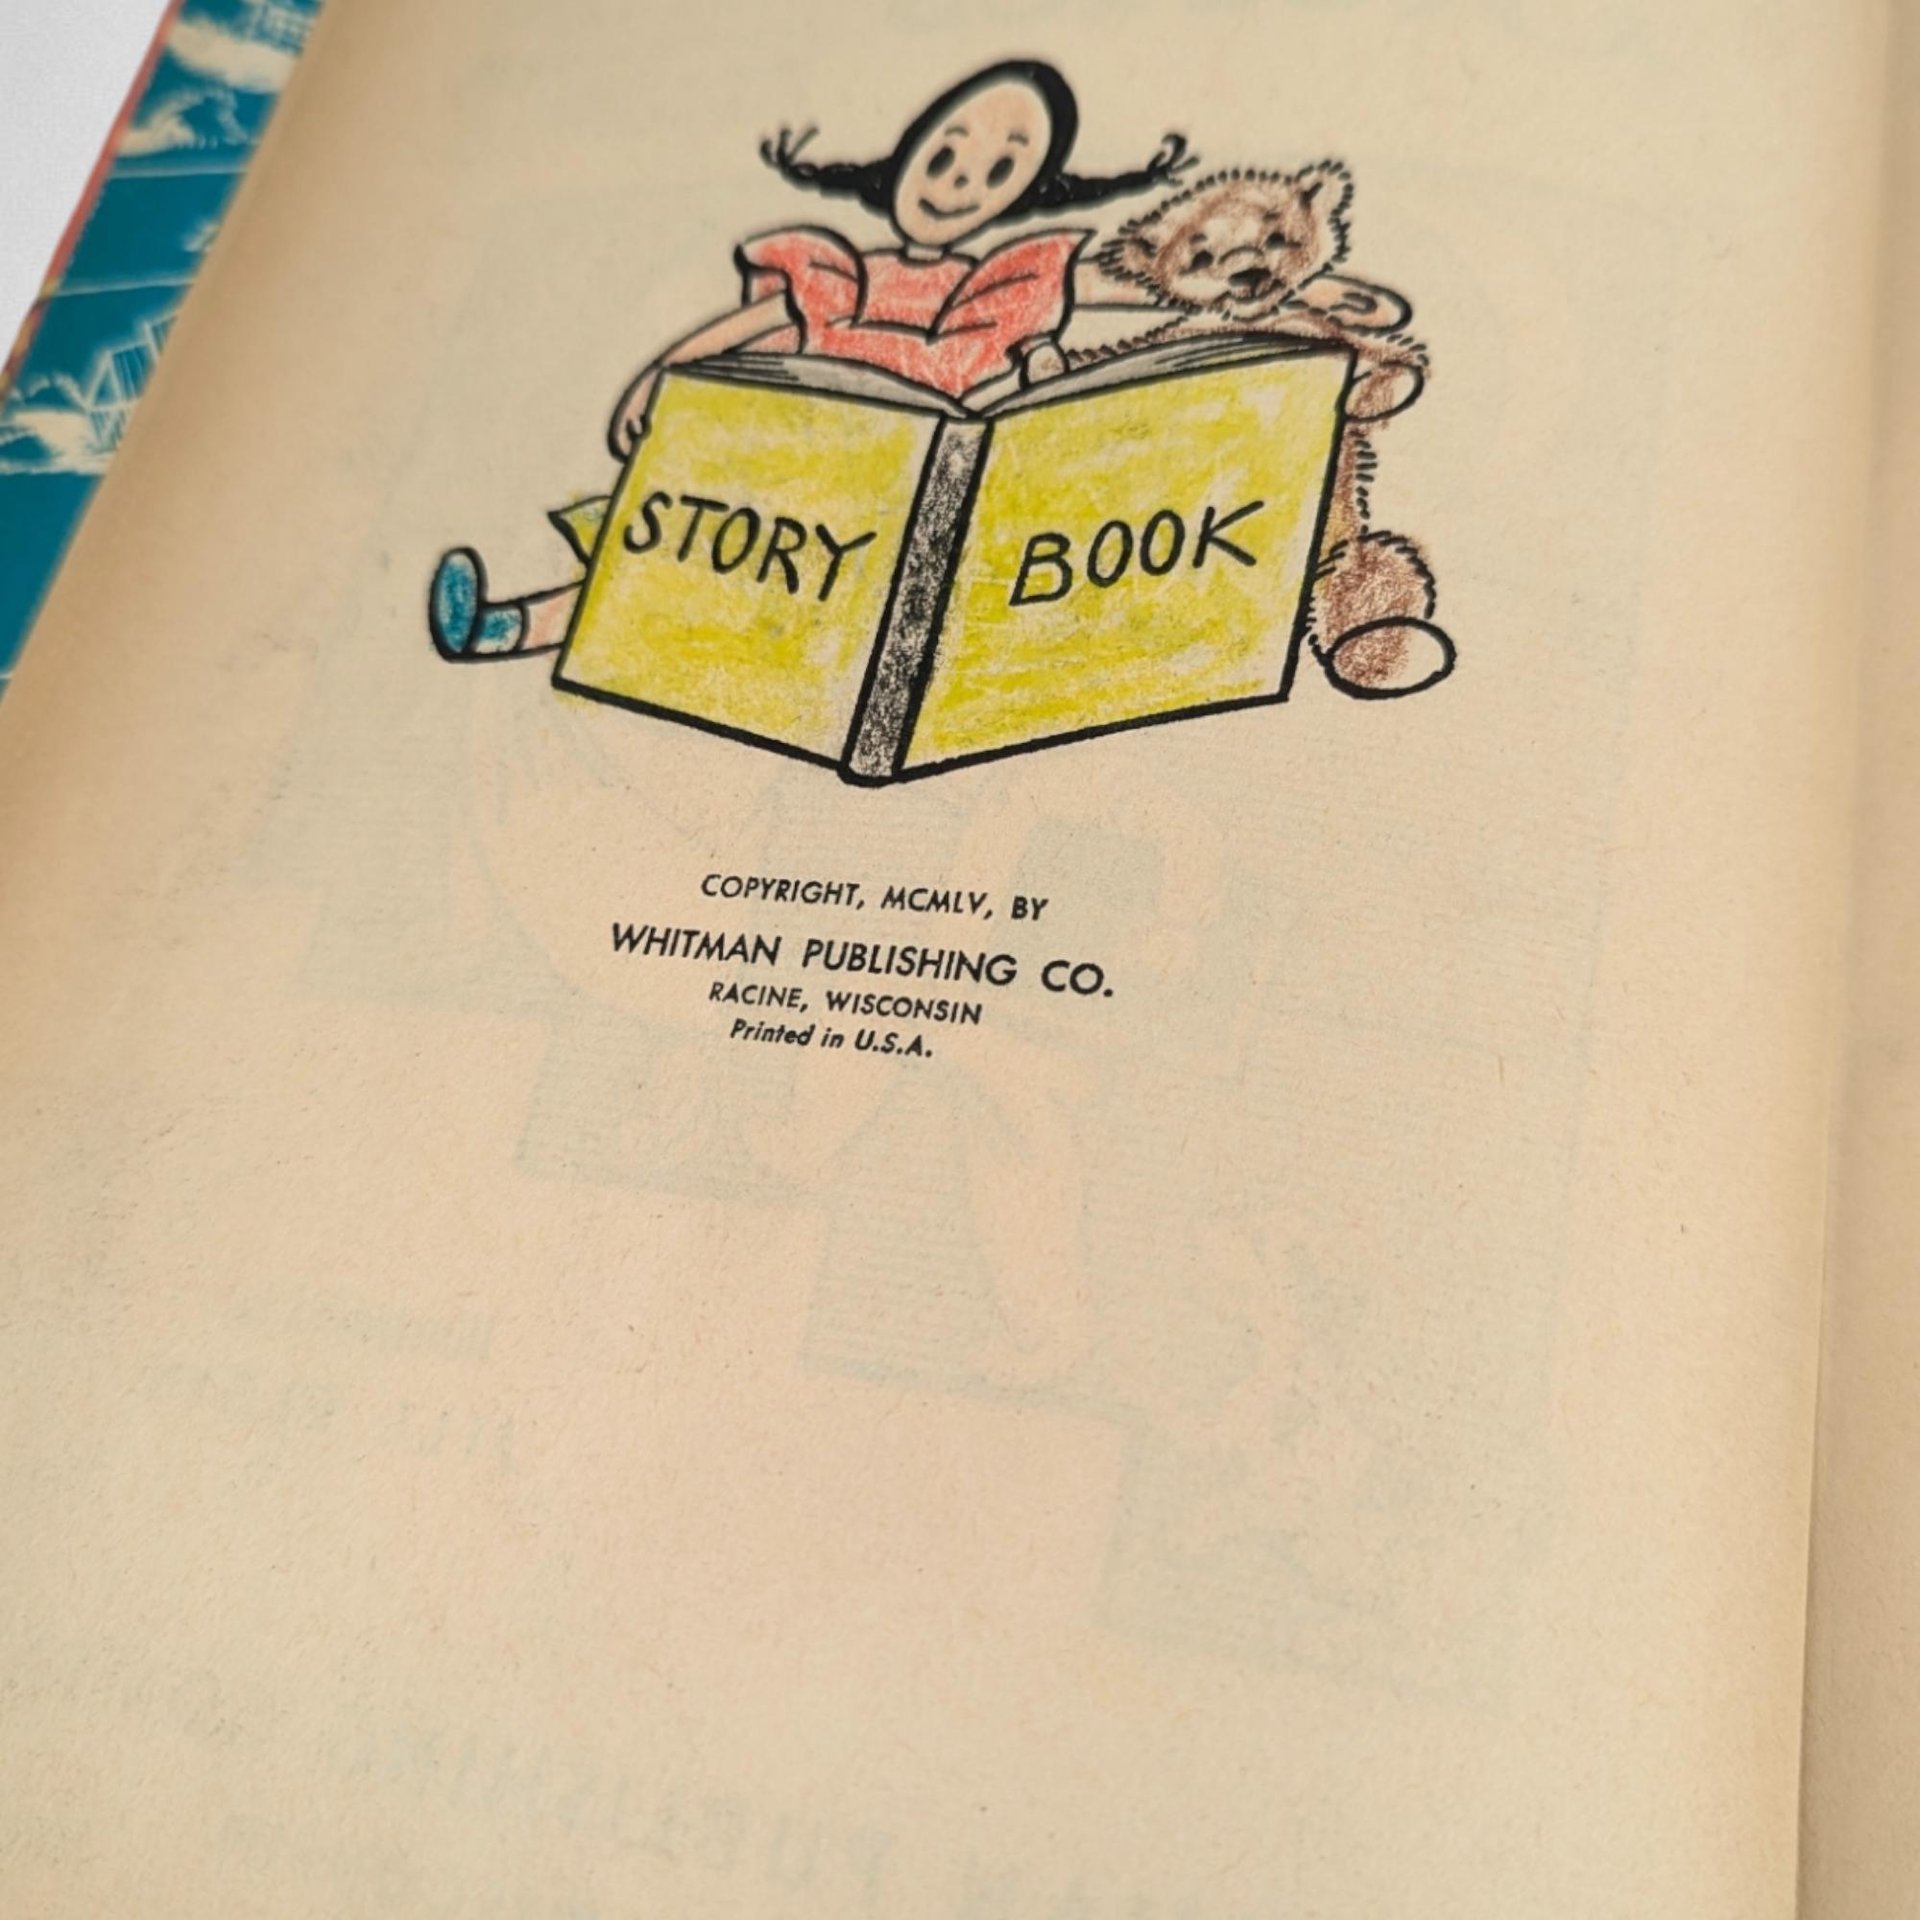 STORY BOOK
COPYRIGHT, MCMLV, BY
WHITMAN PUBLISHING CO.
RACINE, WISCONSIN
Printed in U.S.A.